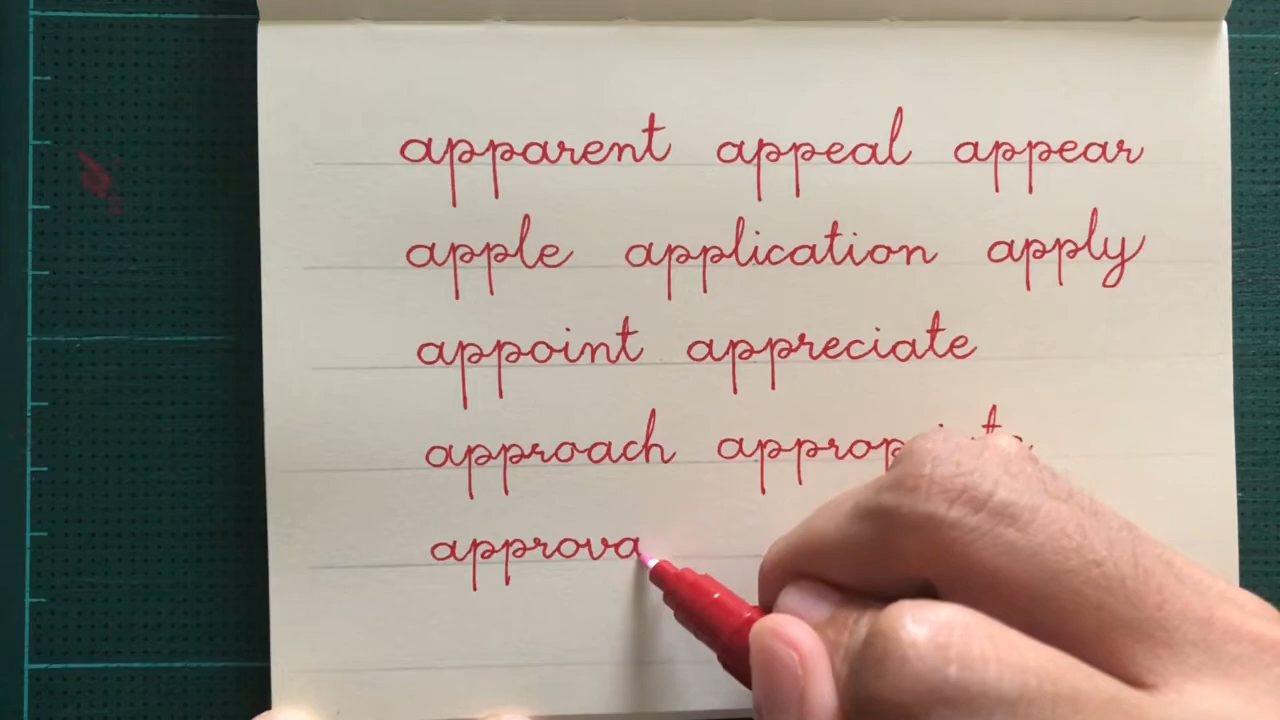 apparent appeal appear
apple application apply
appoint appreciate
approach
approva